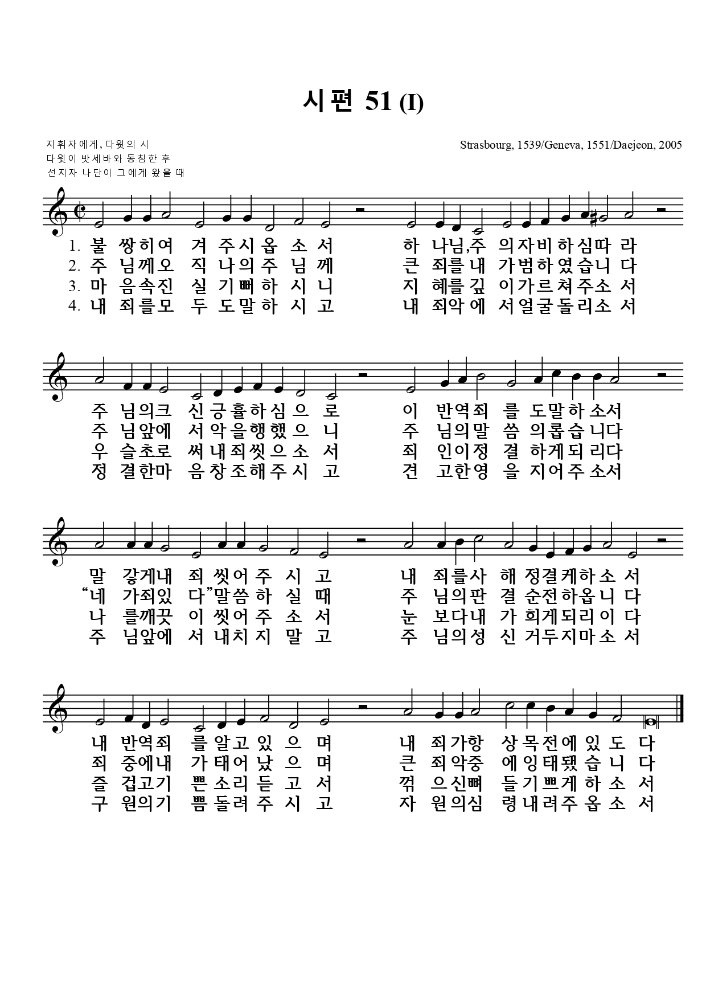 시편 51 (I)
지휘자에게, 다윗의 시
Strasbourg, 1539/Geneva, 1551/Daejeon, 2005
다윗이 밧세바와 동침한 후
선지자 나단이 그에게 왔을 때
1. 불 쌍히여 겨 주시옵소서 하 나님,주 의자비하심따라
2. 주 님께오 직 나의주님께 큰 죄를내 가범하였습니다
3. 마 음속진 실 기뻐하시니 지 혜를깊 이가르쳐주소서
4. 내 죄를모 두 도말하시고 내 죄악에 서얼굴돌리소서
주 님의크 신긍휼하심으로 이 반역죄 를 도말하소서
주 님앞에 서악을행했으니 주 님의말 씀 의롭습니다
우 슬초로 써내죄씻으소서 죄 인이정 결 하게되리다
정 결한마 음창조해주시고 견 고한영 을 지어주소서
말 갛게내 죄 씻어주시고 내 죄를사 해 정결케하소서
“네 가죄있 다”말씀하실때 주 님의판 결 순전하옵니다
나 를깨끗 이 씻어주소서 눈 보다내 가 희게되리이다
주 님앞에 서 내치지말고 주 님의성 신 거두지마소서
내 반역죄 를 알고있으며 내 죄가항 상 목전에있도다
죄 중에내 가 태어났으며 큰 죄악중 에잉태됐습니다
즐 겁고기 쁜 소리듣고서 꺾 으신뼈 들기쁘게하소서
구 원의기 쁨 돌려주시고 자 원의심 령내려주옵소서